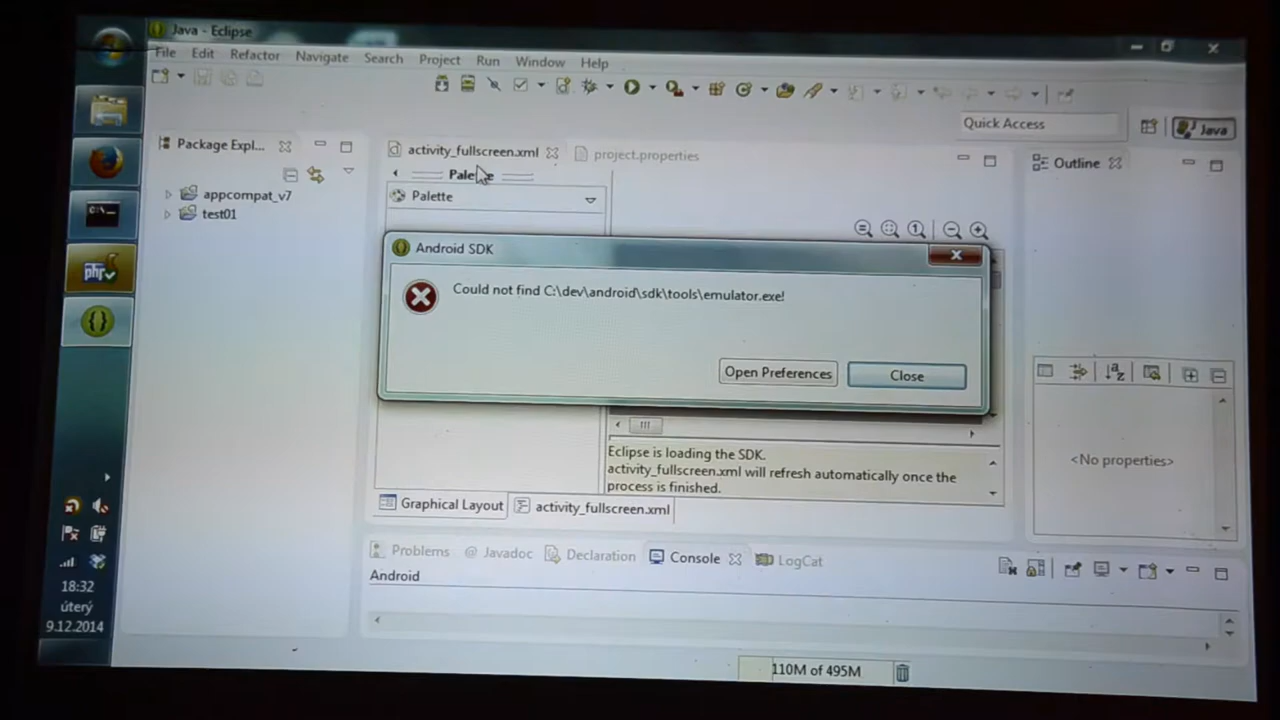 Java - Eclipse
File Edit Refactor Navigate Search Project Run Window Help
Quick Access
Java
Package Expl...
activity_fullscreen.xml
project.properties
Outline
Palette
Palette
appcompat_v7
test01
Android SDK
Could not find C:\dev\android\sdk\tools\emulator.exe!
Open Preferences
Close
Eclipse is loading the SDK.
activity_fullscreen.xml will refresh automatically once the
process is finished.
<No properties>
Graphical Layout
activity_fullscreen.xml
Problems @ Javadoc Declaration Console LogCat
Android
18:32
úterý
9.12.2014
110M of 495M